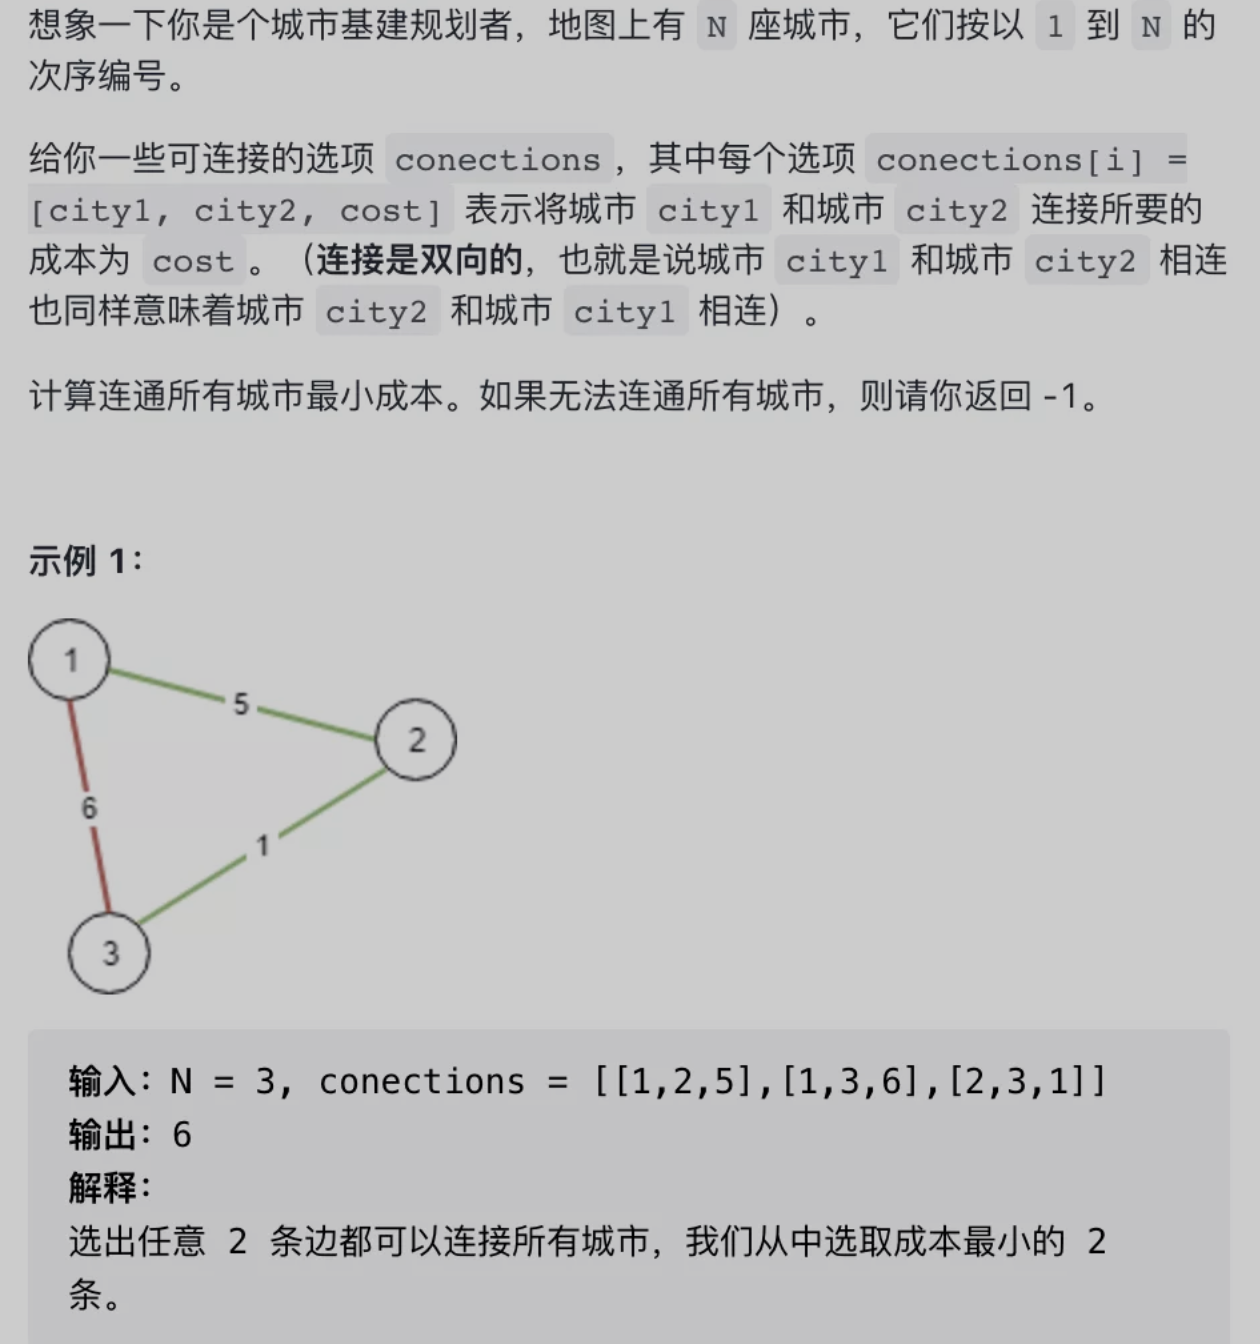 想象一下你是个城市基建规划者，地图上有 N 座城市，它们按以 1 到 N 的
次序编号。
给你一些可连接的选项 conections，其中每个选项 conections[i] =
[city1, city2, cost] 表示将城市 city1 和城市 city2 连接所要的
成本为 cost。（连接是双向的，也就是说城市 city1 和城市 city2 相连
也同样意味着城市 city2 和城市 city1 相连）。
计算连通所有城市最小成本。如果无法连通所有城市，则请你返回 -1。
示例 1：
1
5
2
6
1
3
输入：N = 3, conections = [[1,2,5],[1,3,6],[2,3,1]]
输出：6
解释：
选出任意 2 条边都可以连接所有城市，我们从中选取成本最小的 2
条。